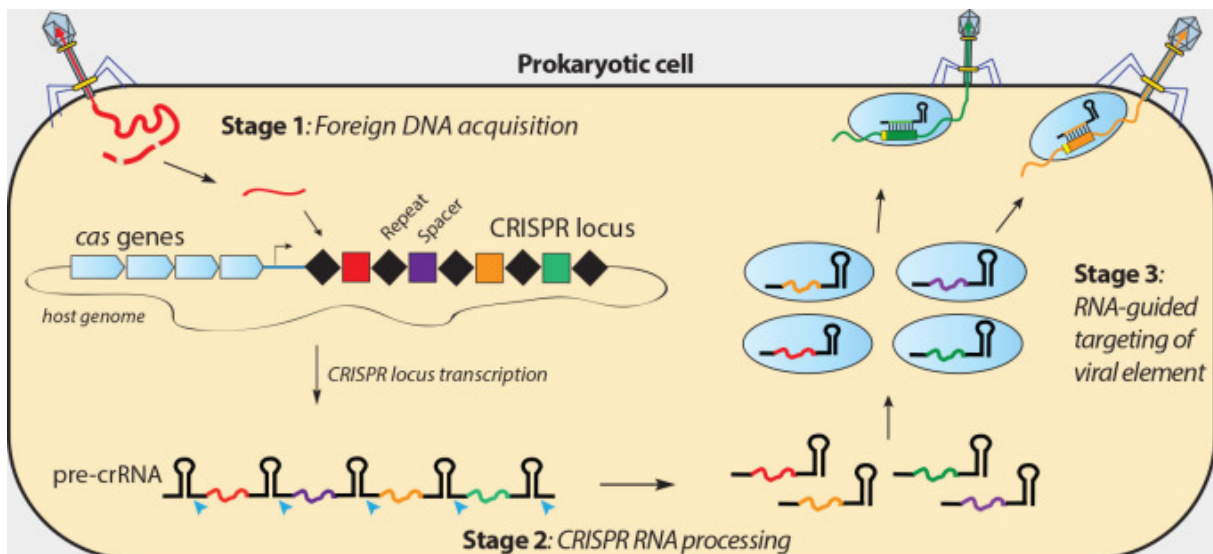 Prokaryotic cell
Stage 1: Foreign DNA acquisition
cas genes
Repeat
Spacer
CRISPR locus
host genome
CRISPR locus transcription
pre-crRNA
Stage 2: CRISPR RNA processing
Stage 3:
RNA-guided
targeting of
viral element